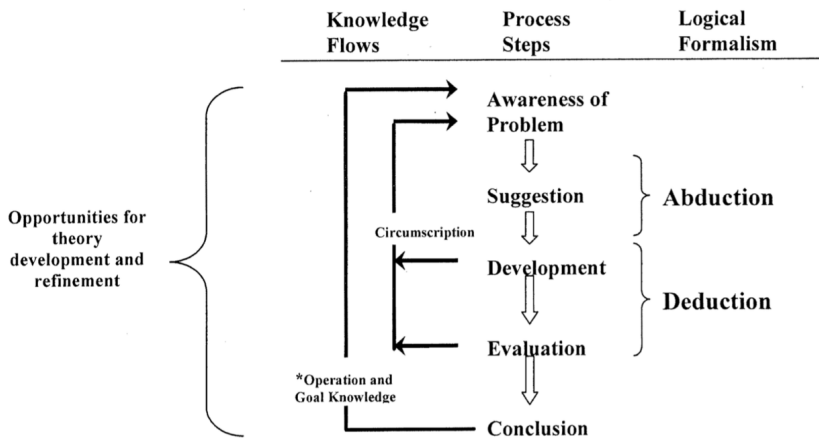 Knowledge Flows
Process Steps
Logical Formalism
Awareness of
Problem
Suggestion
Abduction
Opportunities for
theory
development and
refinement
Circumscription
Development
Deduction
Evaluation
*Operation and
Goal Knowledge
Conclusion